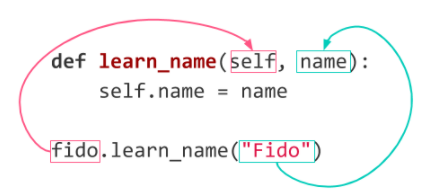 def learn_name(self, name):
    self.name = name
fido.learn_name("Fido")